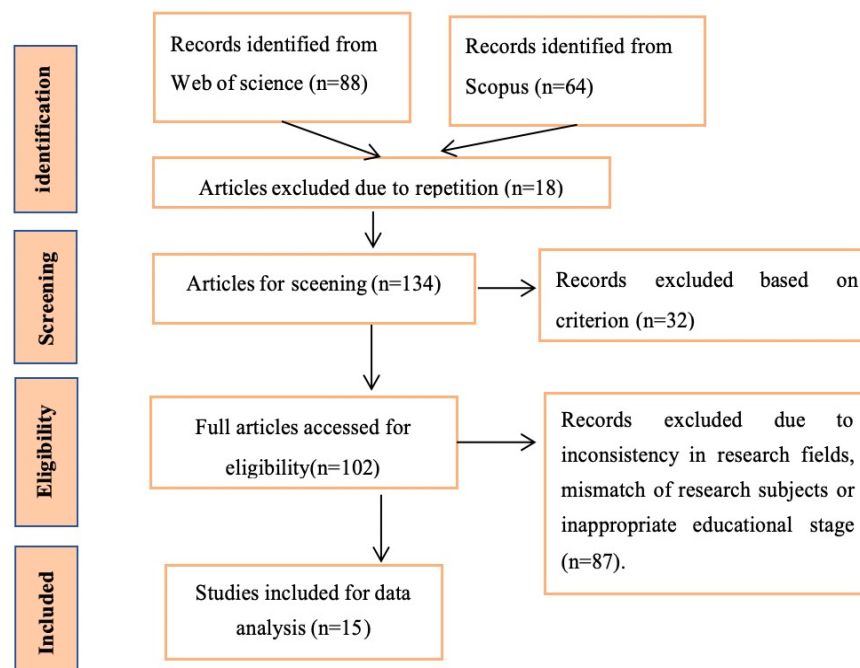 identification
Records identified from
Web of science (n=88)
Records identified from
Scopus (n=64)
Articles excluded due to repetition (n=18)
Screening
Articles for sceening (n=134)
Records excluded based on
criterion (n=32)
Eligibility
Full articles accessed for
eligibility(n=102)
Records excluded due to
inconsistency in research fields,
mismatch of research subjects or
inappropriate educational stage
(n=87).
Included
Studies included for data
analysis (n=15)